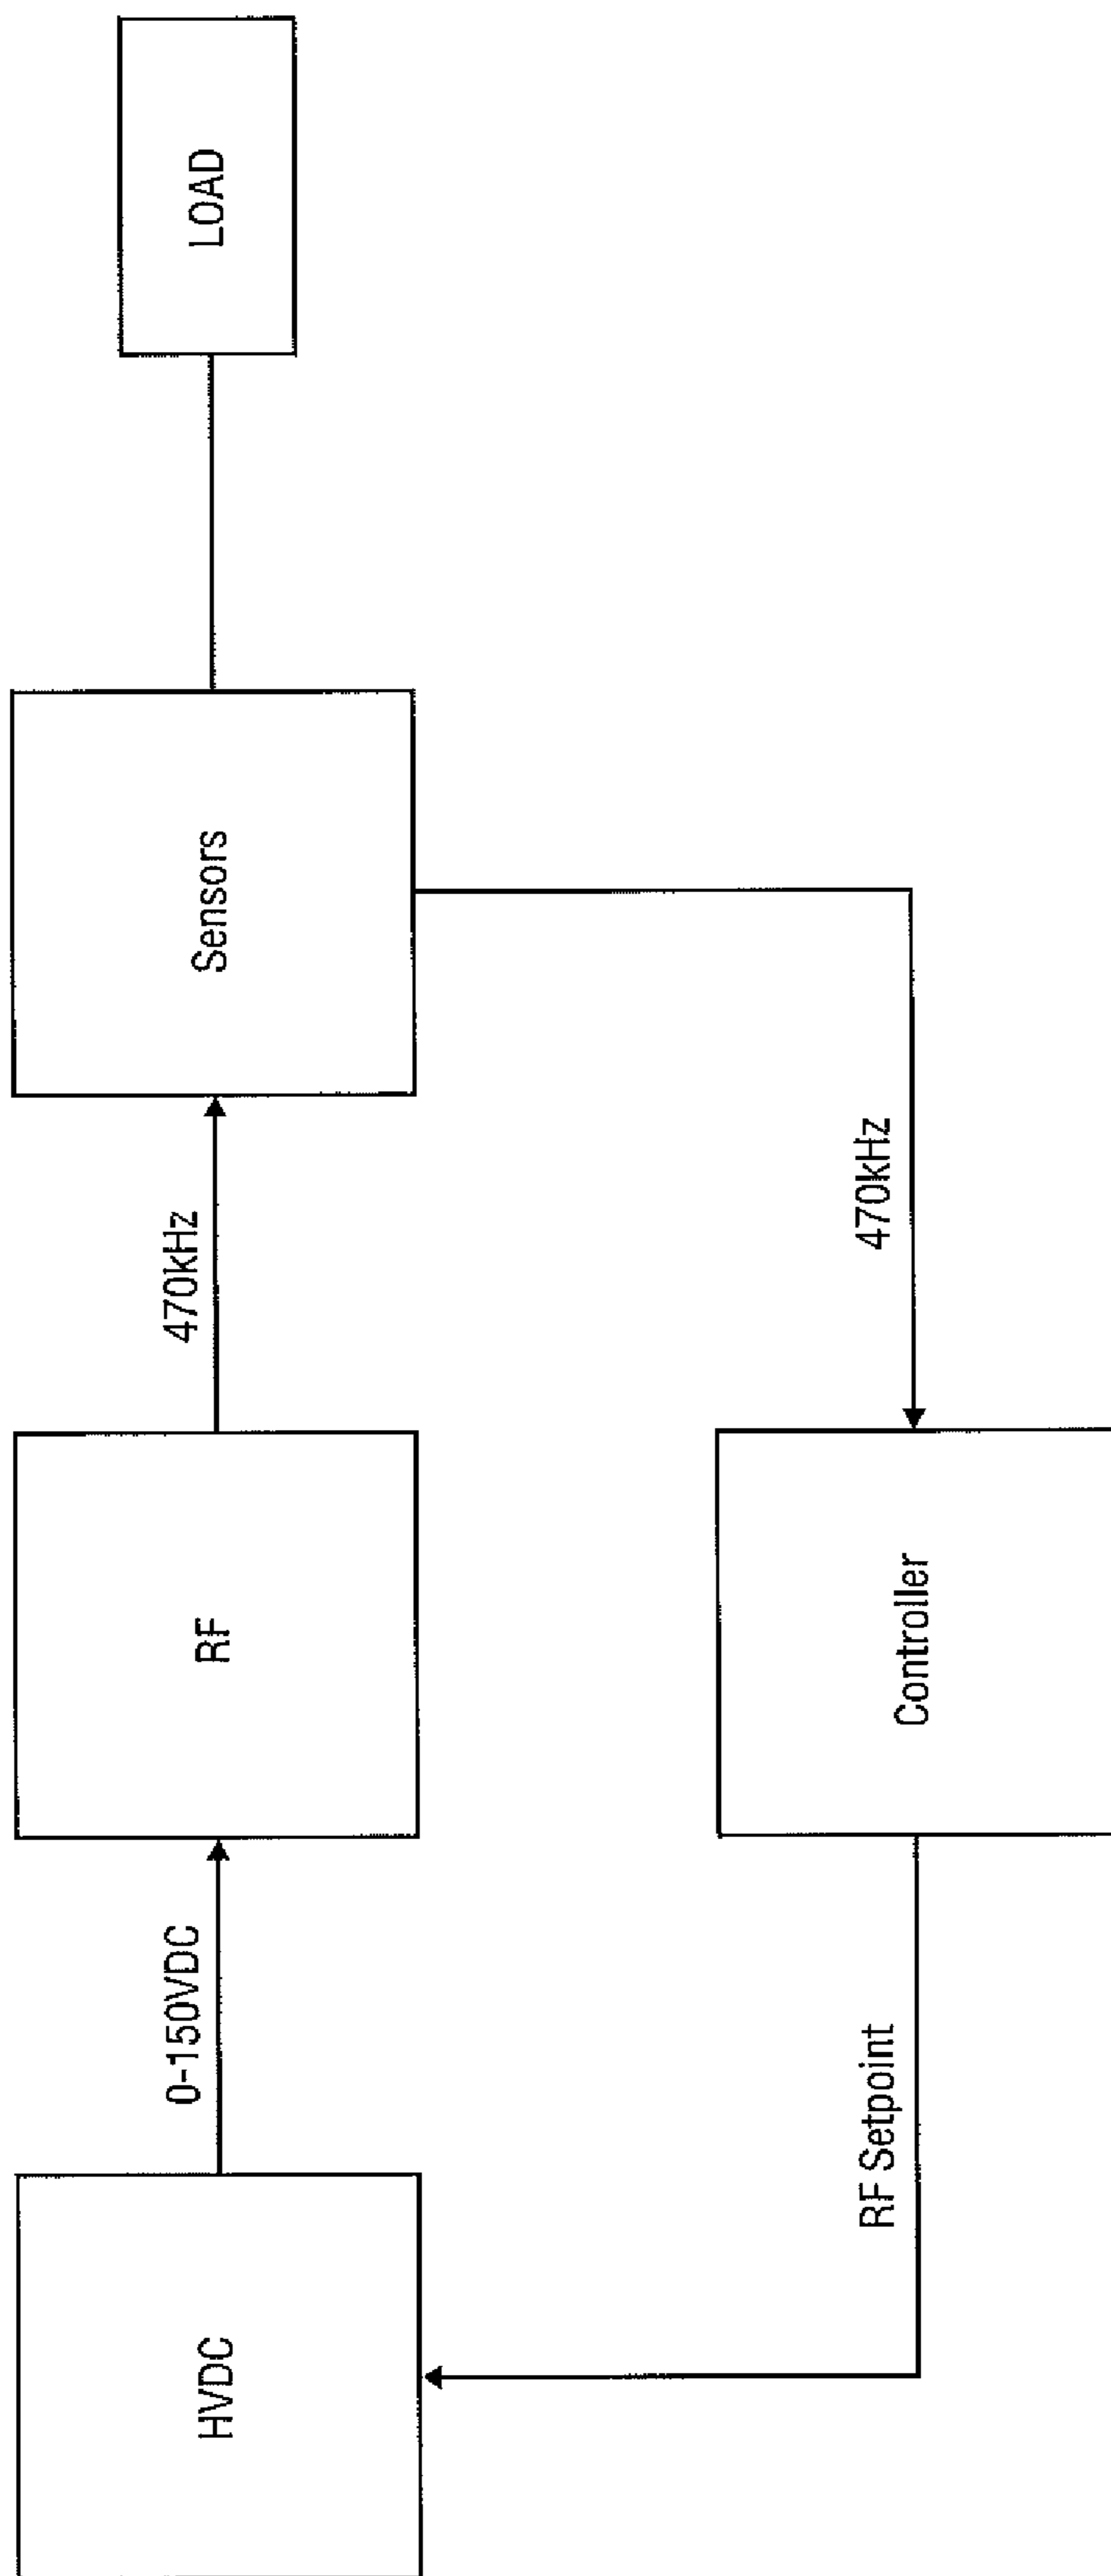 HVDC
0-150VDC
RF
470kHz
Sensors
LOAD
RF Setpoint
Controller
470kHz